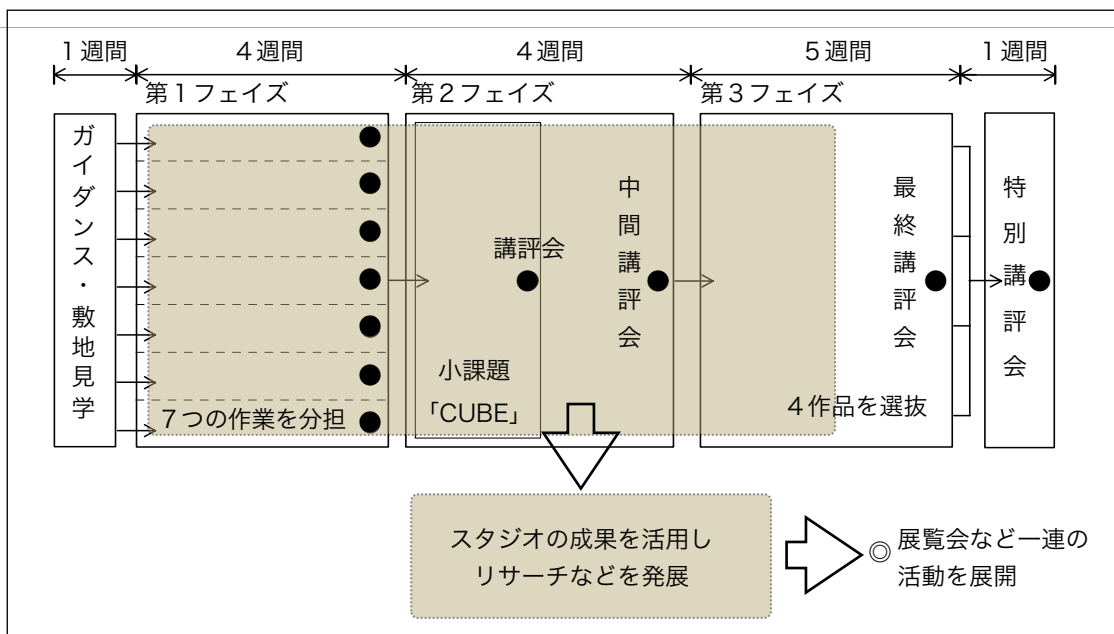 １週間
４週間
４週間
５週間
１週間
第１フェイズ
第２フェイズ
第３フェイズ
ガイダンス・敷地見学
７つの作業を分担
講評会
小課題
「CUBE」
中間講評会
最終講評会
４作品を選抜
特別講評会
スタジオの成果を活用し
リサーチなどを発展
◎ 展覧会など一連の
活動を展開